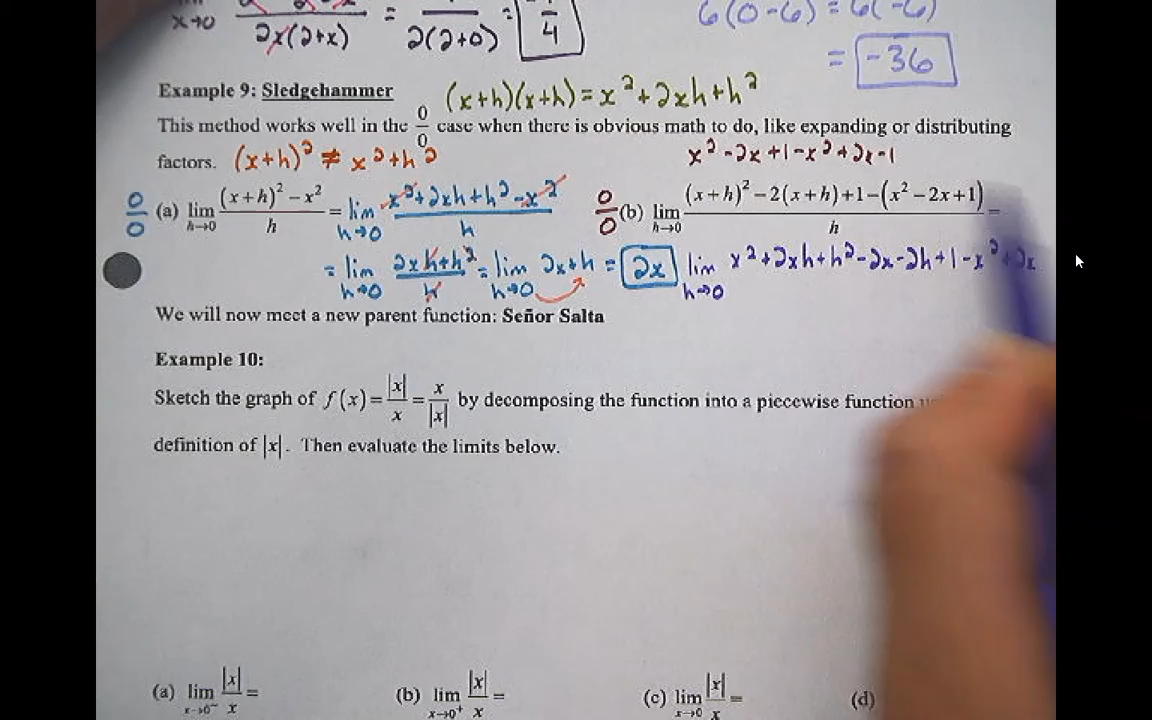 x→0 2x(2+x) = 2(2+0) = 4
6(0-6) = 6(-6)
= -36
Example 9: Sledgehammer (x+h)(x+h) = x²+2xh+h²
This method works well in the 0/0 case when there is obvious math to do, like expanding or distributing
factors. (x+h)² ≠ x²+h² x²-2x+1-x²+2x-1
0/0 (a) lim h→0 (x+h)²-x² / h = lim h→0 x²+2xh+h²-x² / h
= lim h→0 2xh+h² / h = lim h→0 2x+h = 2x
0/0 (b) lim h→0 (x+h)²-2(x+h)+1-(x²-2x+1) / h =
lim h→0 x²+2xh+h²-2x-2h+1-x²+2x
We will now meet a new parent function: Señor Salta
Example 10:
Sketch the graph of f(x) = |x|/x = x/|x| by decomposing the function into a piecewise function
definition of |x|. Then evaluate the limits below.
(a) lim x→0⁻ |x|/x =
(b) lim x→0⁺ |x|/x =
(c) lim x→0 |x|/x =
(d)